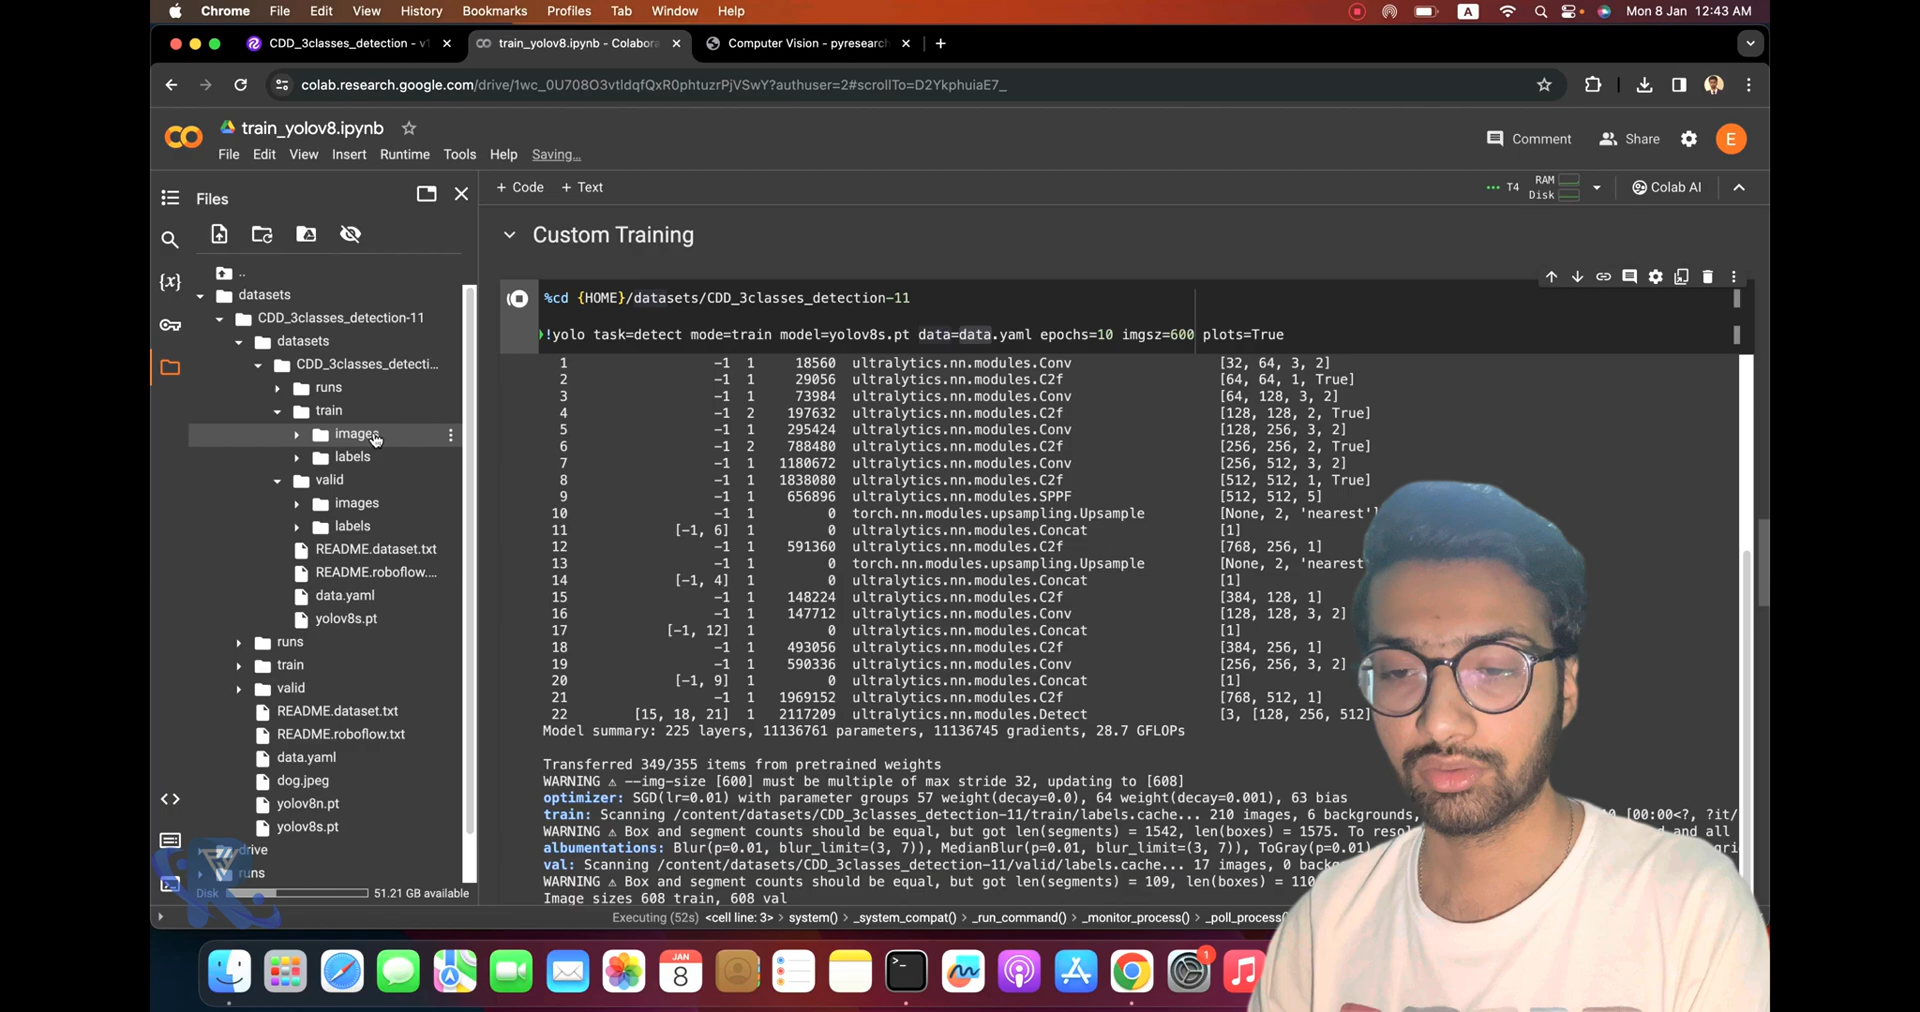 Chrome File Edit View History Bookmarks Profiles Tab Window Help
A Mon 8 Jan 12:43 AM
CDD_3classes_detection - v1
train_yolov8.ipynb - Colabora
Computer Vision - pyresearch
colab.research.google.com/drive/1wc_0U708O3vtIdqfQxR0phtuzrPjVSwY?authuser=2#scrollTo=D2YkphuiaE7_
train_yolov8.ipynb
File Edit View Insert Runtime Tools Help Saving...
Comment Share E
Files
+ Code + Text
T4 RAM Disk Colab AI
{x}
..
datasets
CDD_3classes_detection-11
datasets
CDD_3classes_detecti...
runs
train
images
labels
valid
images
labels
README.dataset.txt
README.roboflow....
data.yaml
yolov8s.pt
runs
train
valid
README.dataset.txt
README.roboflow.txt
data.yaml
dog.jpeg
yolov8n.pt
yolov8s.pt
drive
runs
Disk 51.21 GB available
Custom Training
%cd {HOME}/datasets/CDD_3classes_detection-11
!yolo task=detect mode=train model=yolov8s.pt data=data.yaml epochs=10 imgsz=600 plots=True
1 -1 1 18560 ultralytics.nn.modules.Conv [32, 64, 3, 2]
2 -1 1 29056 ultralytics.nn.modules.C2f [64, 64, 1, True]
3 -1 1 73984 ultralytics.nn.modules.Conv [64, 128, 3, 2]
4 -1 2 197632 ultralytics.nn.modules.C2f [128, 128, 2, True]
5 -1 1 295424 ultralytics.nn.modules.Conv [128, 256, 3, 2]
6 -1 2 788480 ultralytics.nn.modules.C2f [256, 256, 2, True]
7 -1 1 1180672 ultralytics.nn.modules.Conv [256, 512, 3, 2]
8 -1 1 1838080 ultralytics.nn.modules.C2f [512, 512, 1, True]
9 -1 1 656896 ultralytics.nn.modules.SPPF [512, 512, 5]
10 -1 1 0 torch.nn.modules.upsampling.Upsample [None, 2, 'nearest']
11 [-1, 6] 1 0 ultralytics.nn.modules.Concat [1]
12 -1 1 591360 ultralytics.nn.modules.C2f [768, 256, 1]
13 -1 1 0 torch.nn.modules.upsampling.Upsample [None, 2, 'nearest
14 [-1, 4] 1 0 ultralytics.nn.modules.Concat [1]
15 -1 1 148224 ultralytics.nn.modules.C2f [384, 128, 1]
16 -1 1 147712 ultralytics.nn.modules.Conv [128, 128, 3, 2]
17 [-1, 12] 1 0 ultralytics.nn.modules.Concat [1]
18 -1 1 493056 ultralytics.nn.modules.C2f [384, 256, 1]
19 -1 1 590336 ultralytics.nn.modules.Conv [256, 256, 3, 2]
20 [-1, 9] 1 0 ultralytics.nn.modules.Concat [1]
21 -1 1 1969152 ultralytics.nn.modules.C2f [768, 512, 1]
22 [15, 18, 21] 1 2117209 ultralytics.nn.modules.Detect [3, [128, 256, 512]
Model summary: 225 layers, 11136761 parameters, 11136745 gradients, 28.7 GFLOPs
Transferred 349/355 items from pretrained weights
WARNING ⚠ --img-size [600] must be multiple of max stride 32, updating to [608]
optimizer: SGD(lr=0.01) with parameter groups 57 weight(decay=0.0), 64 weight(decay=0.001), 63 bias
train: Scanning /content/datasets/CDD_3classes_detection-11/train/labels.cache... 210 images, 6 backgrounds, [00:00<?, ?it/
WARNING ⚠ Box and segment counts should be equal, but got len(segments) = 1542, len(boxes) = 1575. To resol and all
albumentations: Blur(p=0.01, blur_limit=(3, 7)), MedianBlur(p=0.01, blur_limit=(3, 7)), ToGray(p=0.01)
val: Scanning /content/datasets/CDD_3classes_detection-11/valid/labels.cache... 17 images, 0 backg
WARNING ⚠ Box and segment counts should be equal, but got len(segments) = 109, len(boxes) = 110
Image sizes 608 train, 608 val
Executing (52s) <cell line: 3> system() _system_compat() _run_command() _monitor_process() _poll_process()
JAN
8
1